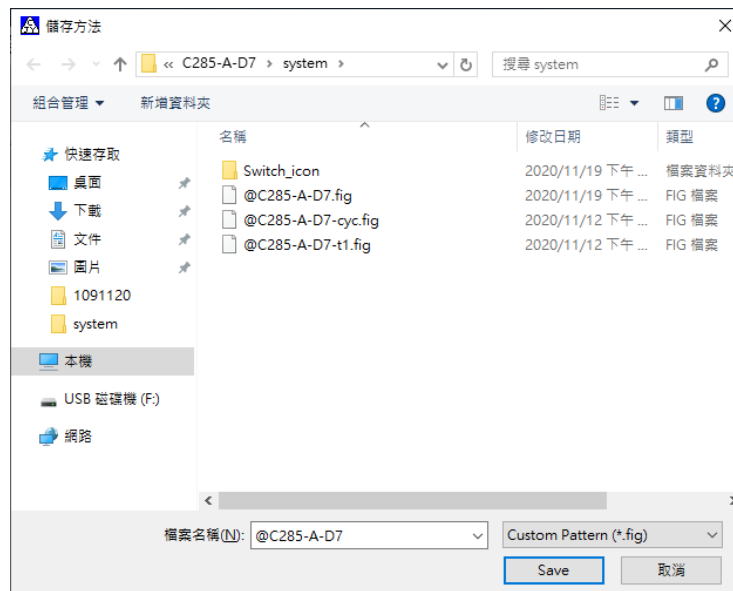 儲存方法
« C285-A-D7 › system ›
搜尋 system
組合管理 新增資料夾
名稱 修改日期 類型
快速存取
桌面
下載
文件
圖片
1091120
system
本機
USB 磁碟機 (F:)
網路
Switch_icon 2020/11/19 下午 ... 檔案資料夾
@C285-A-D7.fig 2020/11/19 下午 ... FIG 檔案
@C285-A-D7-cyc.fig 2020/11/12 下午 ... FIG 檔案
@C285-A-D7-t1.fig 2020/11/12 下午 ... FIG 檔案
檔案名稱(N): @C285-A-D7 Custom Pattern (*.fig)
Save 取消